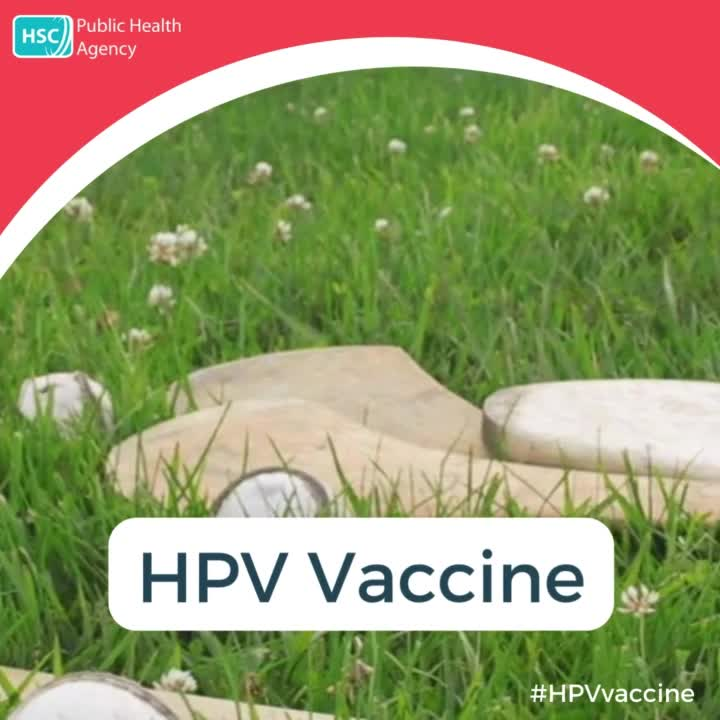 HSC Public Health
Agency
HPV Vaccine
#HPVvaccine